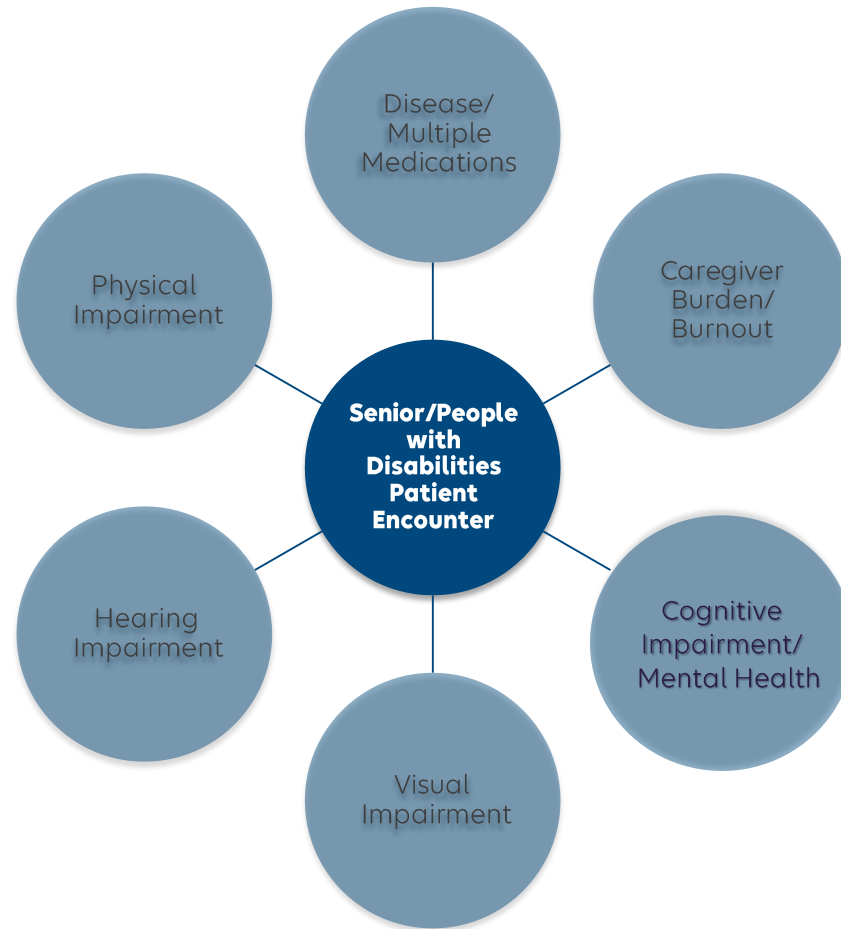 Disease/
Multiple
Medications
Physical
Impairment
Caregiver
Burden/
Burnout
Senior/People
with
Disabilities
Patient
Encounter
Hearing
Impairment
Cognitive
Impairment/
Mental Health
Visual
Impairment